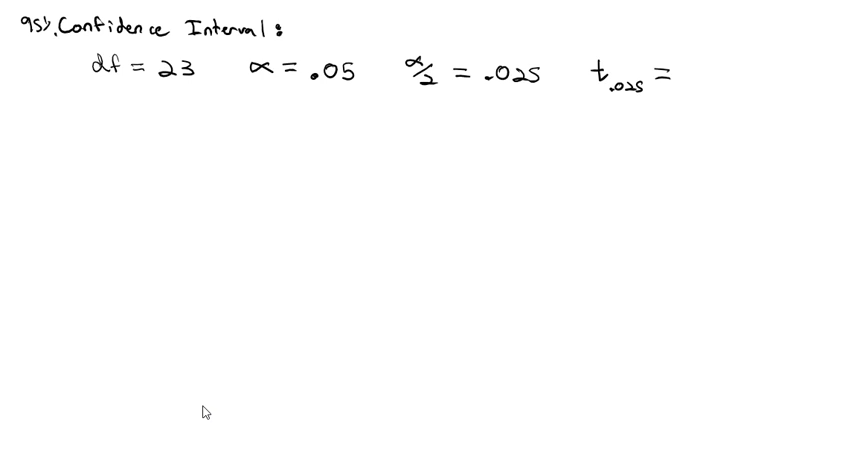 95%. Confidence Interval:
df = 23 α = .05 α/2 = .025 t.025 =